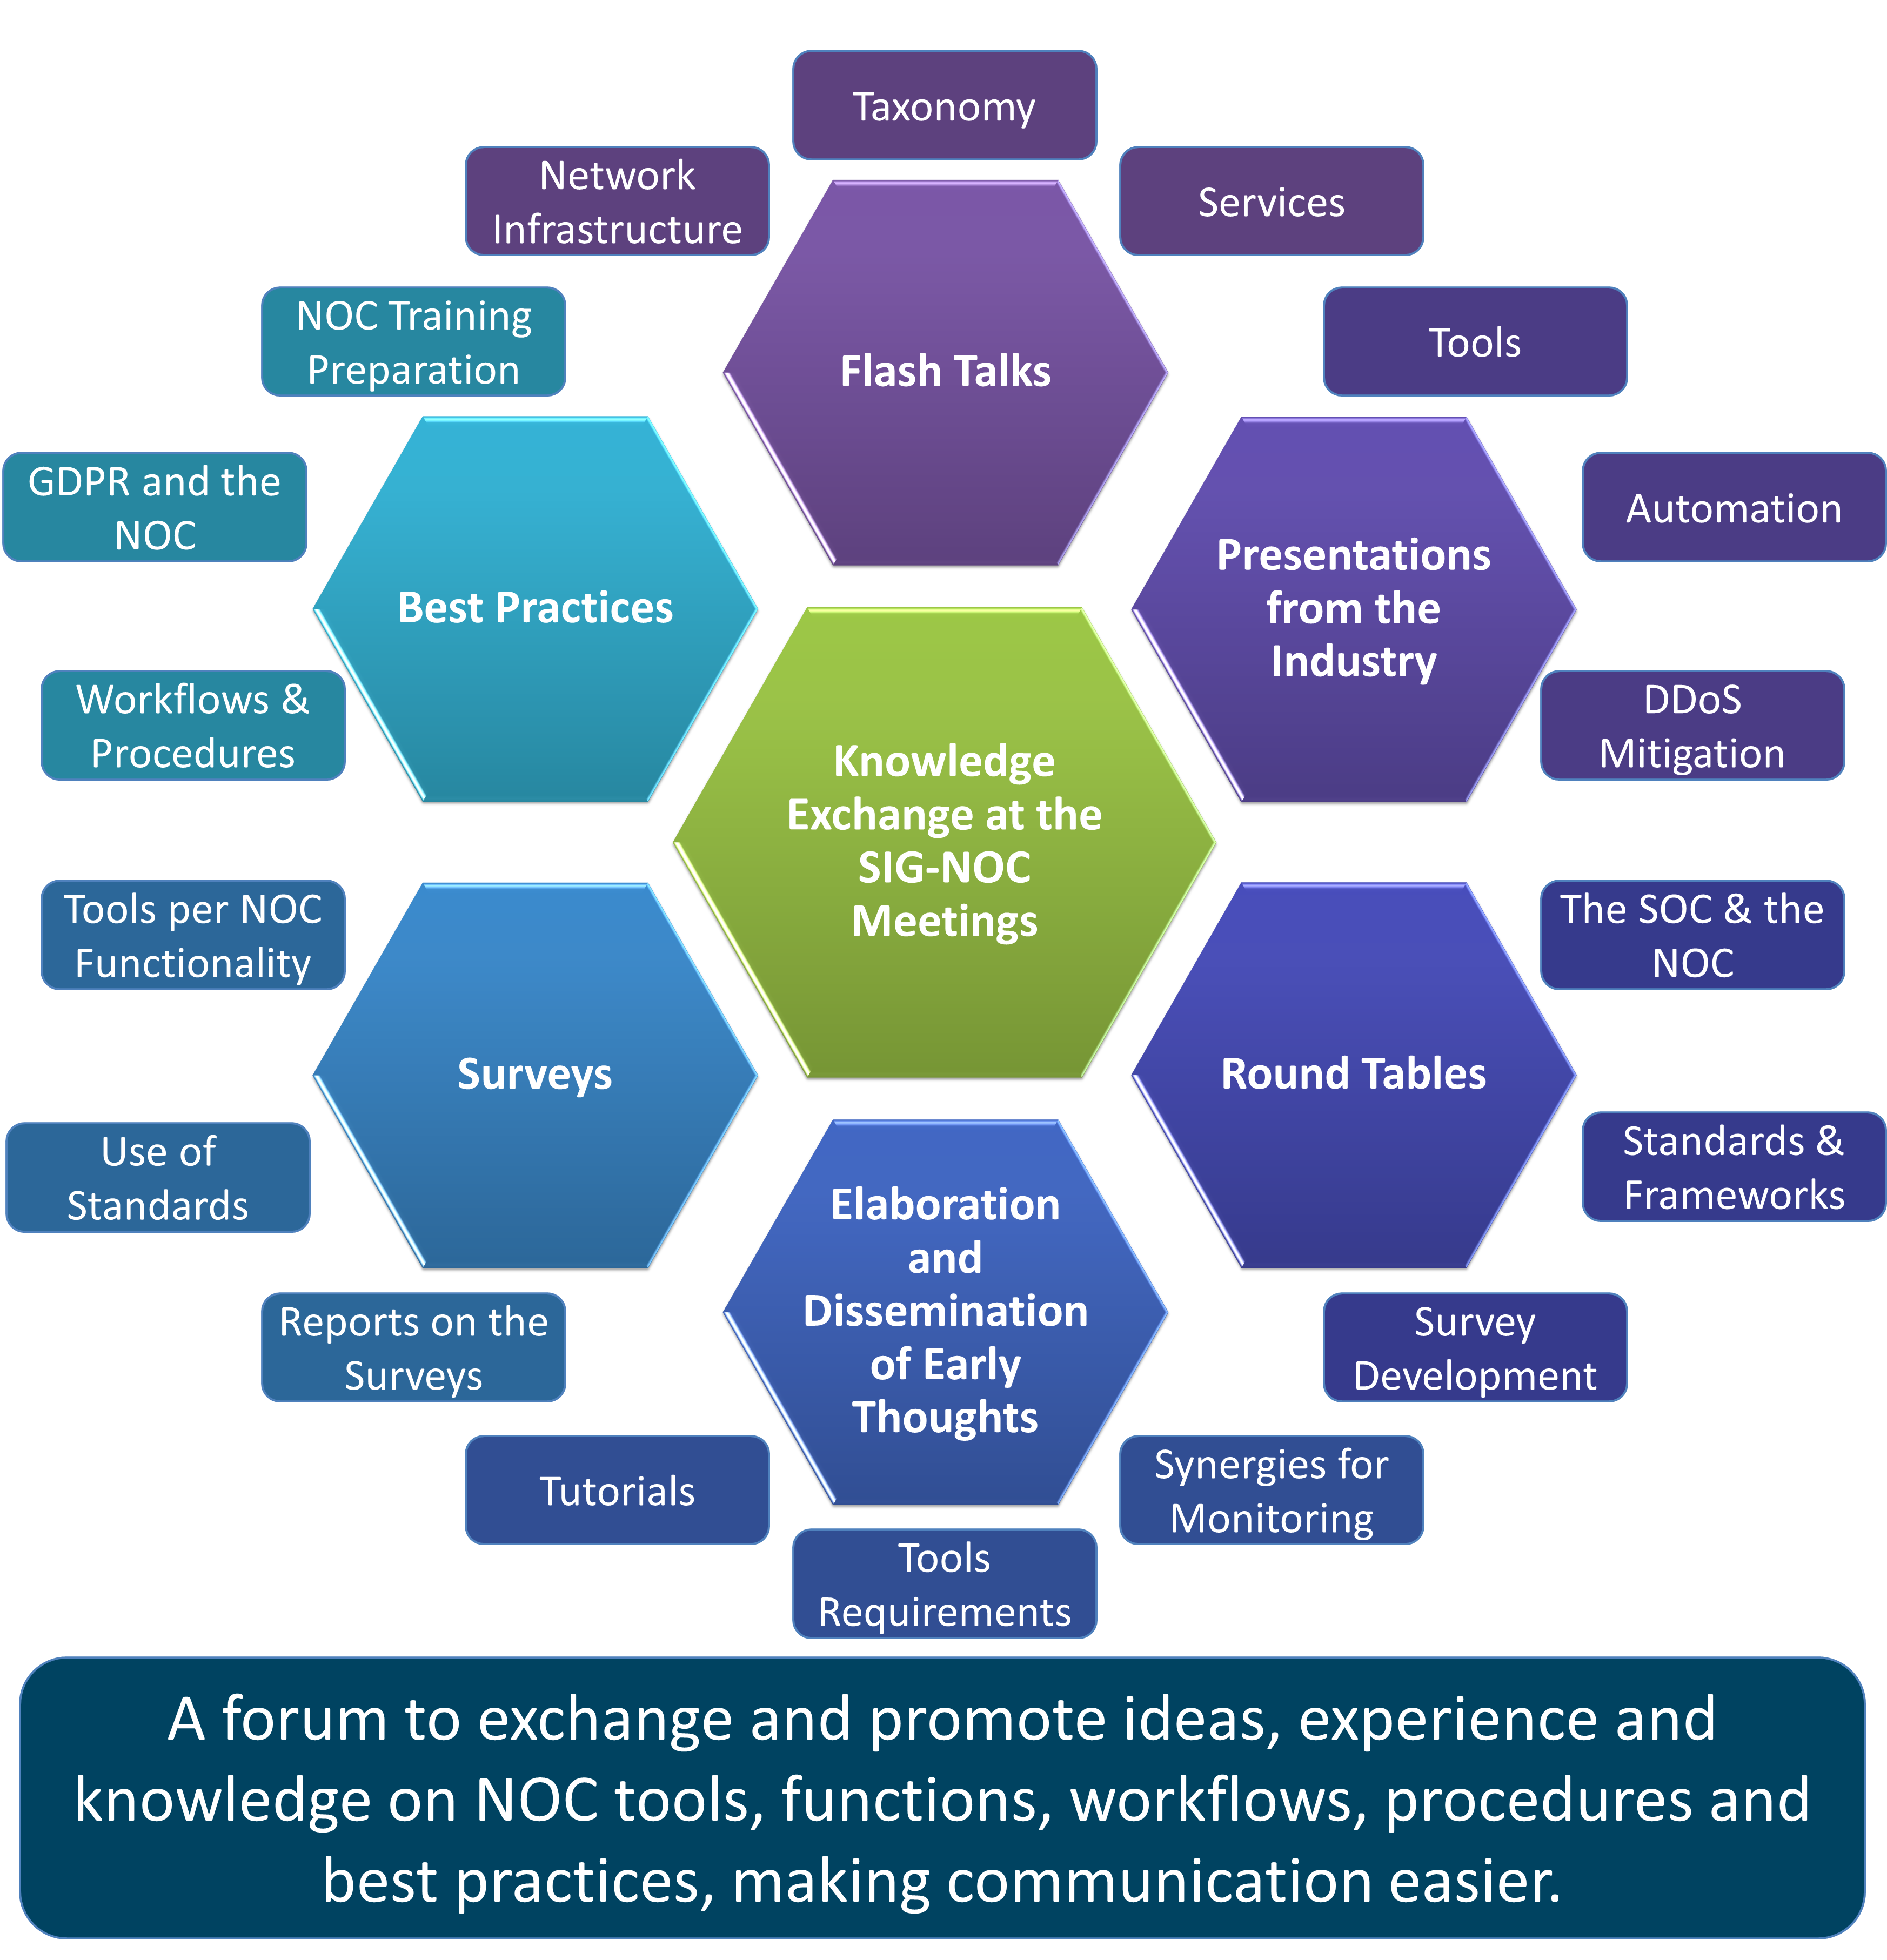 Taxonomy
Network
Infrastructure
Services
Flash Talks
NOC Training
Preparation
Tools
GDPR and the
NOC
Best Practices
Workflows &
Procedures
Presentations
from the
Industry
Automation
DDoS
Mitigation
Knowledge
Exchange at the
SIG-NOC
Meetings
Tools per NOC
Functionality
Surveys
Use of
Standards
Reports on the
Surveys
Round Tables
The SOC & the
NOC
Standards &
Frameworks
Survey
Development
Elaboration
and
Dissemination
of Early
Thoughts
Tutorials
Tools
Requirements
Synergies for
Monitoring
A forum to exchange and promote ideas, experience and
knowledge on NOC tools, functions, workflows, procedures and
best practices, making communication easier.